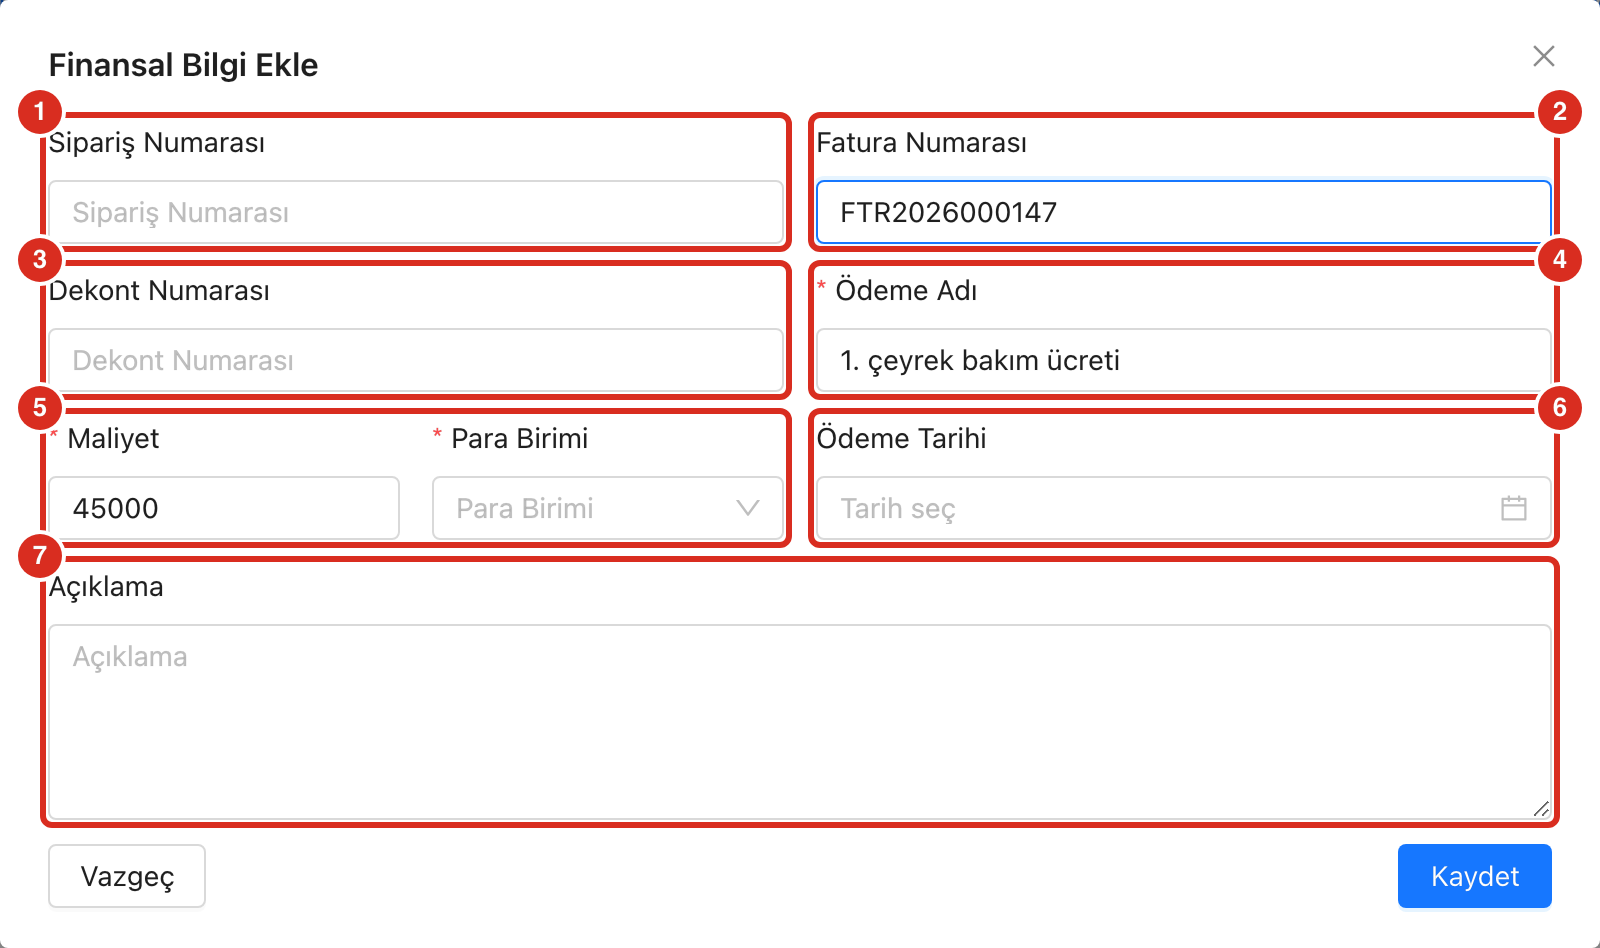 Finansal Bilgi Ekle
1 2
Sipariş Numarası Fatura Numarası
Sipariş Numarası FTR2026000147
3 4
Dekont Numarası * Ödeme Adı
Dekont Numarası 1. çeyrek bakım ücreti
5 6
* Maliyet * Para Birimi Ödeme Tarihi
45000 Para Birimi Tarih seç
7
Açıklama
Açıklama
Vazgeç Kaydet